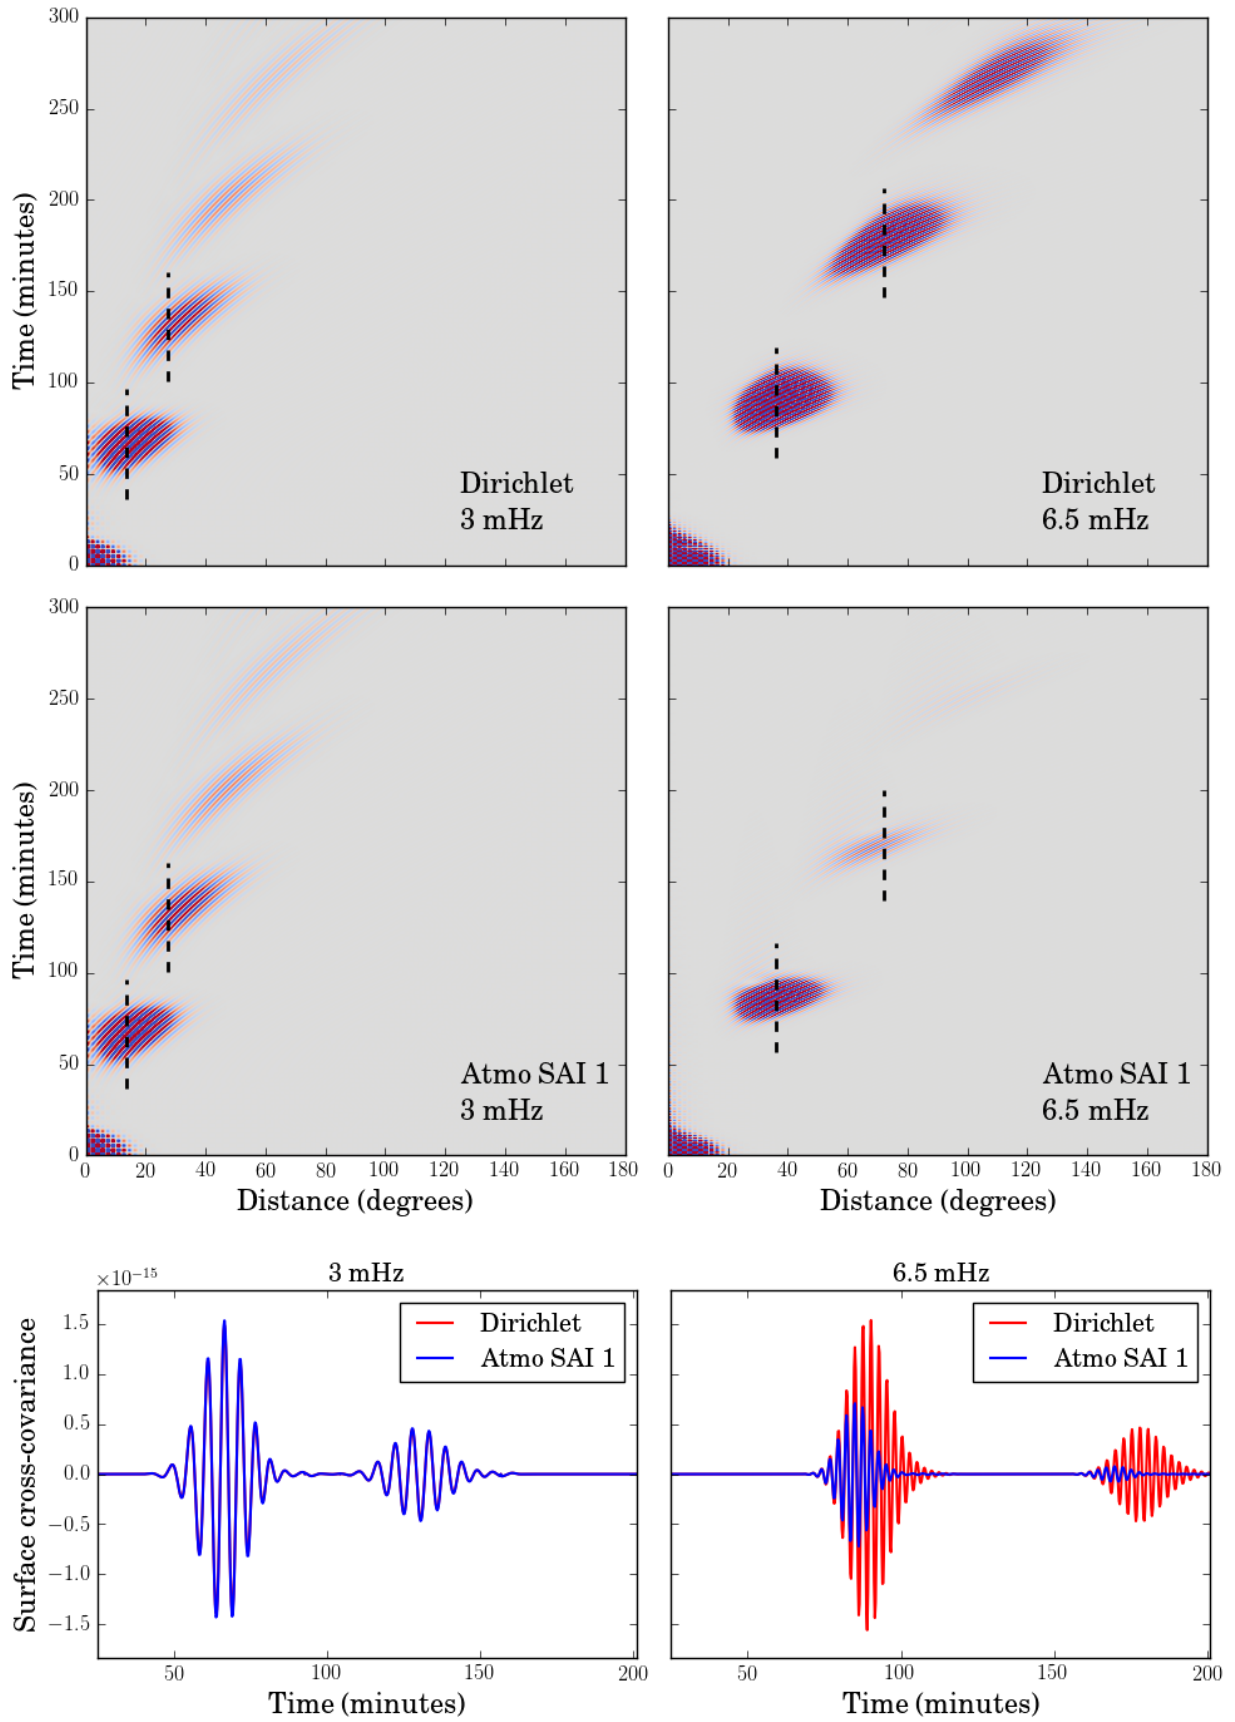 300
250
200
150
100
50
0
Time (minutes)
Dirichlet
3 mHz
Dirichlet
6.5 mHz
300
250
200
150
100
50
0
Time (minutes)
Atmo SAI 1
3 mHz
Atmo SAI 1
6.5 mHz
0 20 40 60 80 100 120 140 160 180
0 20 40 60 80 100 120 140 160 180
Distance (degrees)
Distance (degrees)
×10⁻¹⁵
3 mHz
6.5 mHz
1.5
1.0
0.5
0.0
−0.5
−1.0
−1.5
Surface cross-covariance
Dirichlet
Atmo SAI 1
Dirichlet
Atmo SAI 1
50 100 150 200
50 100 150 200
Time (minutes)
Time (minutes)